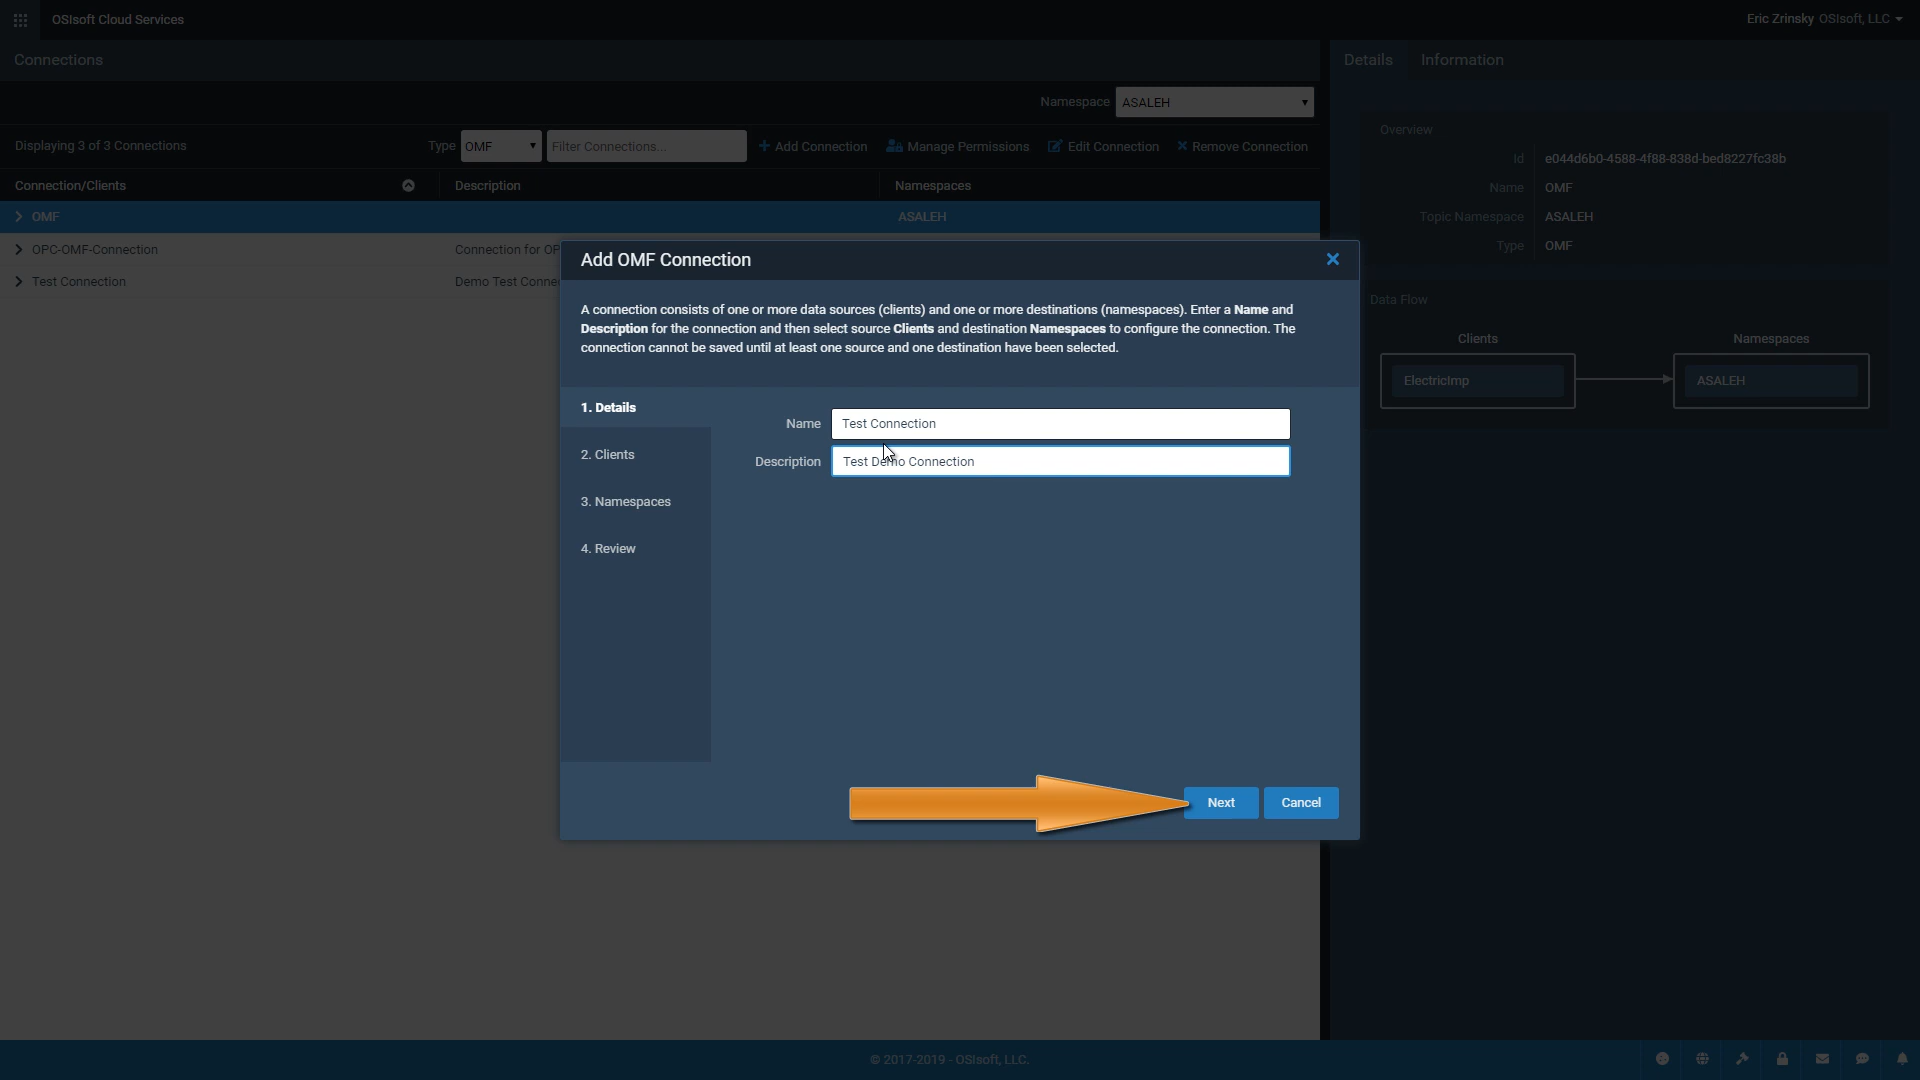 OSIsoft Cloud Services
Eric Zrinsky OSIsoft, LLC
Connections
Details
Information
Namespace ASALEH
Displaying 3 of 3 Connections
Type OMF
Filter Connections...
Add Connection
Manage Permissions
Edit Connection
Remove Connection
Connection/Clients
Description
Namespaces
OMF
ASALEH
OPC-OMF-Connection
Connection for OP
Test Connection
Demo Test Conne
Overview
Id e044d6b0-4588-4f88-838d-bed8227fc38b
Name OMF
Topic Namespace ASALEH
Type OMF
Data Flow
Clients
Namespaces
ElectricImp
ASALEH
Add OMF Connection
A connection consists of one or more data sources (clients) and one or more destinations (namespaces). Enter a Name and
Description for the connection and then select source Clients and destination Namespaces to configure the connection. The
connection cannot be saved until at least one source and one destination have been selected.
1. Details
2. Clients
3. Namespaces
4. Review
Name Test Connection
Description Test Demo Connection
Next
Cancel
© 2017-2019 - OSIsoft, LLC.